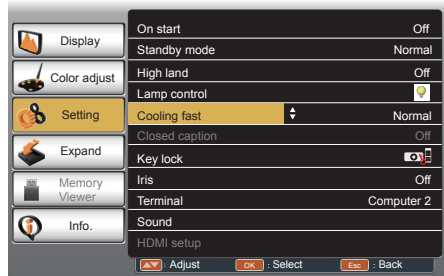 Display
Color adjust
Setting
Expand
Memory
Viewer
Info.
On start Off
Standby mode Normal
High land Off
Lamp control
Cooling fast Normal
Closed caption Off
Key lock
Iris Off
Terminal Computer 2
Sound
HDMI setup
: Adjust OK : Select Esc : Back